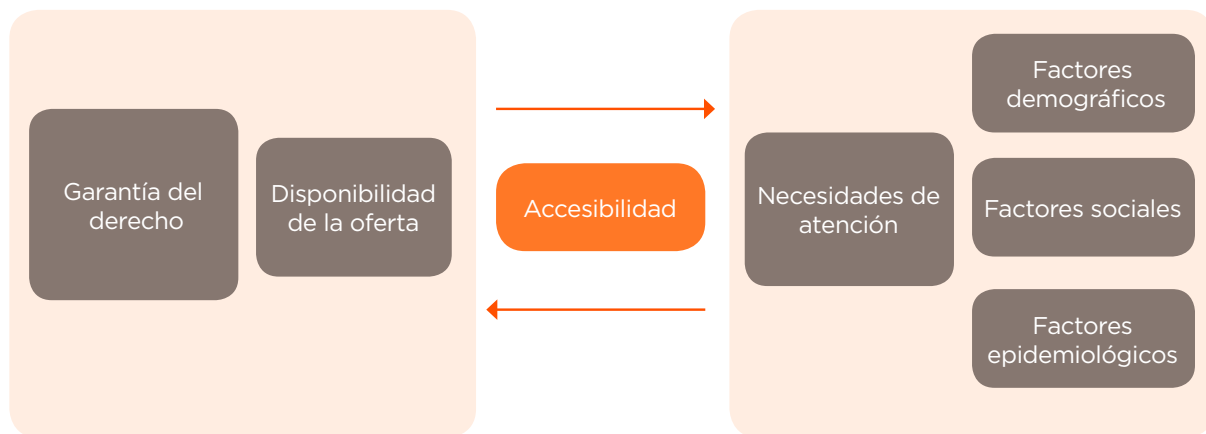 Garantía del
derecho
Disponibilidad
de la oferta
Accesibilidad
Necesidades de
atención
Factores
demográficos
Factores sociales
Factores
epidemiológicos